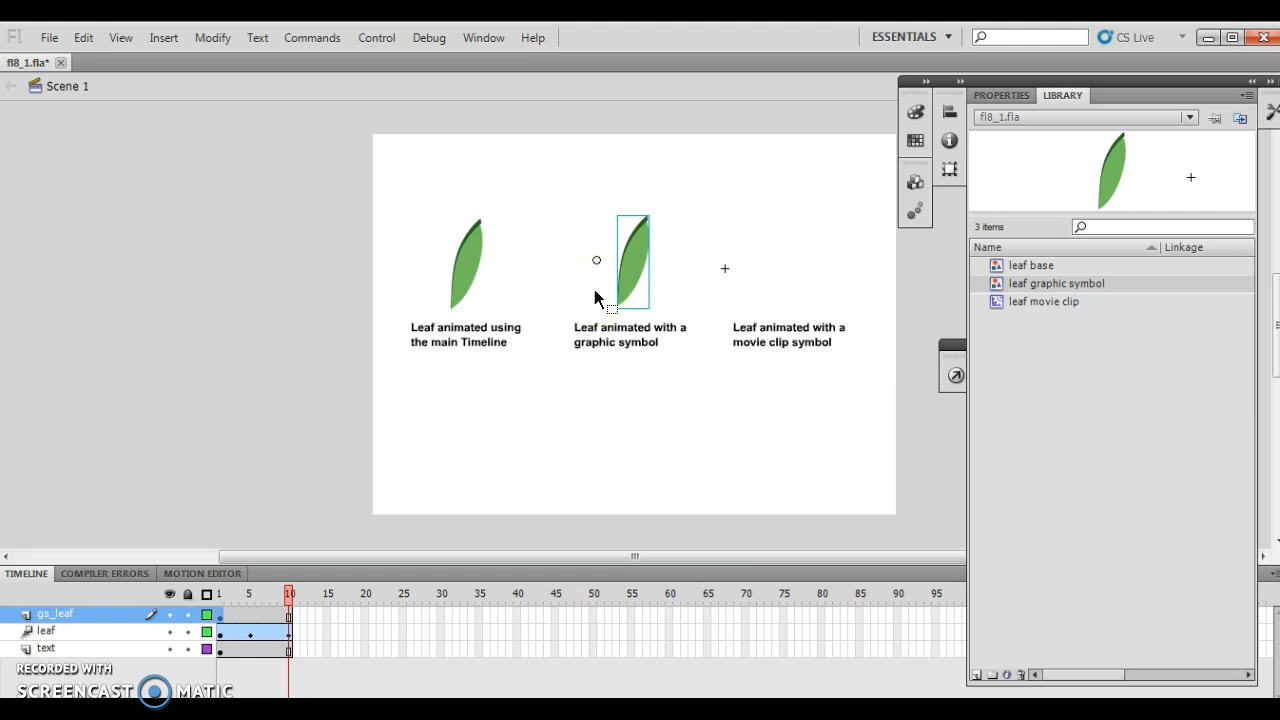 Fl File Edit View Insert Modify Text Commands Control Debug Window Help ESSENTIALS CS Live
fl8_1.fla*
Scene 1
PROPERTIES LIBRARY
fl8_1.fla
3 items
Name Linkage
leaf base
leaf graphic symbol
leaf movie clip
Leaf animated using
the main Timeline
Leaf animated with a
graphic symbol
Leaf animated with a
movie clip symbol
TIMELINE COMPILER ERRORS MOTION EDITOR
1 5 10 15 20 25 30 35 40 45 50 55 60 65 70 75 80 85 90 95
gs_leaf
leaf
text
RECORDED WITH
SCREENCAST MATIC